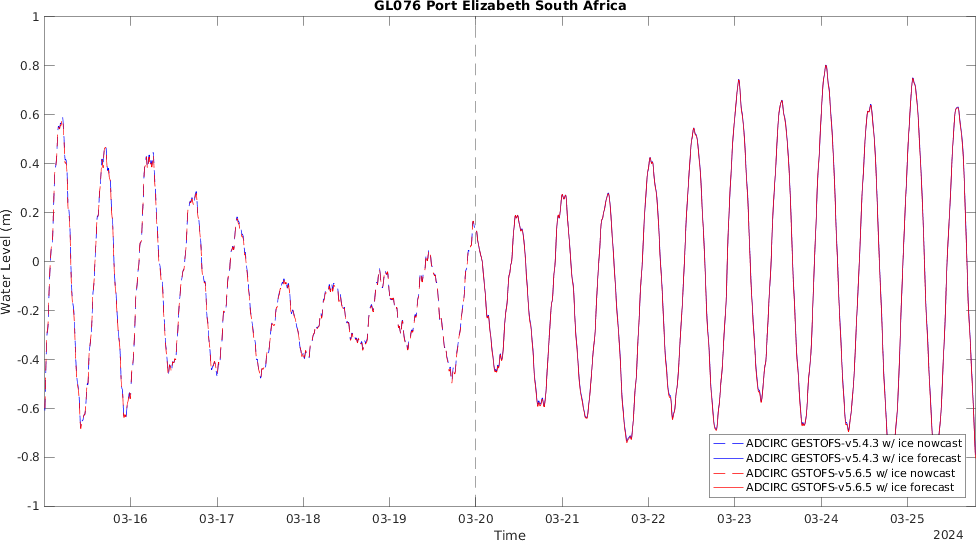 GL076 Port Elizabeth South Africa
1
0.8
0.6
0.4
0.2
0
-0.2
-0.4
-0.6
-0.8
-1
Water Level (m)
ADCIRC GESTOFS-v5.4.3 w/ ice nowcast
ADCIRC GESTOFS-v5.4.3 w/ ice forecast
ADCIRC GSTOFS-v5.6.5 w/ ice nowcast
ADCIRC GSTOFS-v5.6.5 w/ ice forecast
03-16 03-17 03-18 03-19 03-20 03-21 03-22 03-23 03-24 03-25
Time
2024